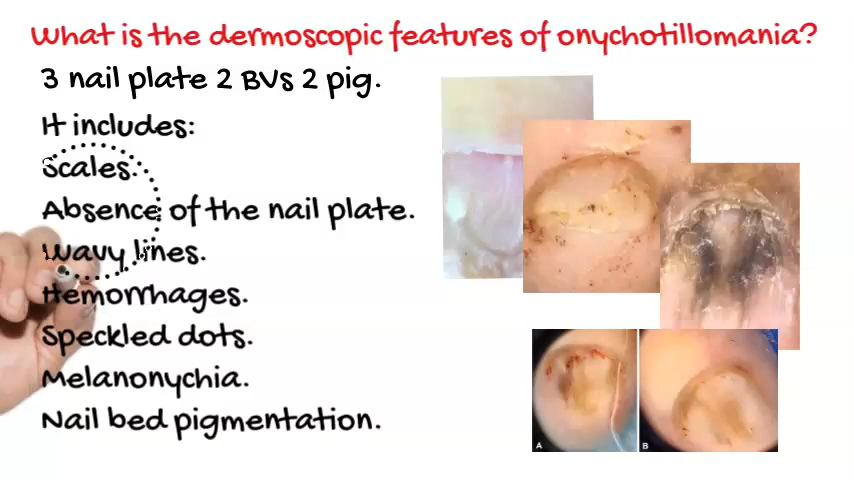 What is the dermoscopic features of onychotillomania?
3 nail plate 2 BVs 2 pig.
It includes:
Scales.
Absence of the nail plate.
Wavy lines.
Hemorrhages.
Speckled dots.
Melanonychia.
Nail bed pigmentation.
A
B